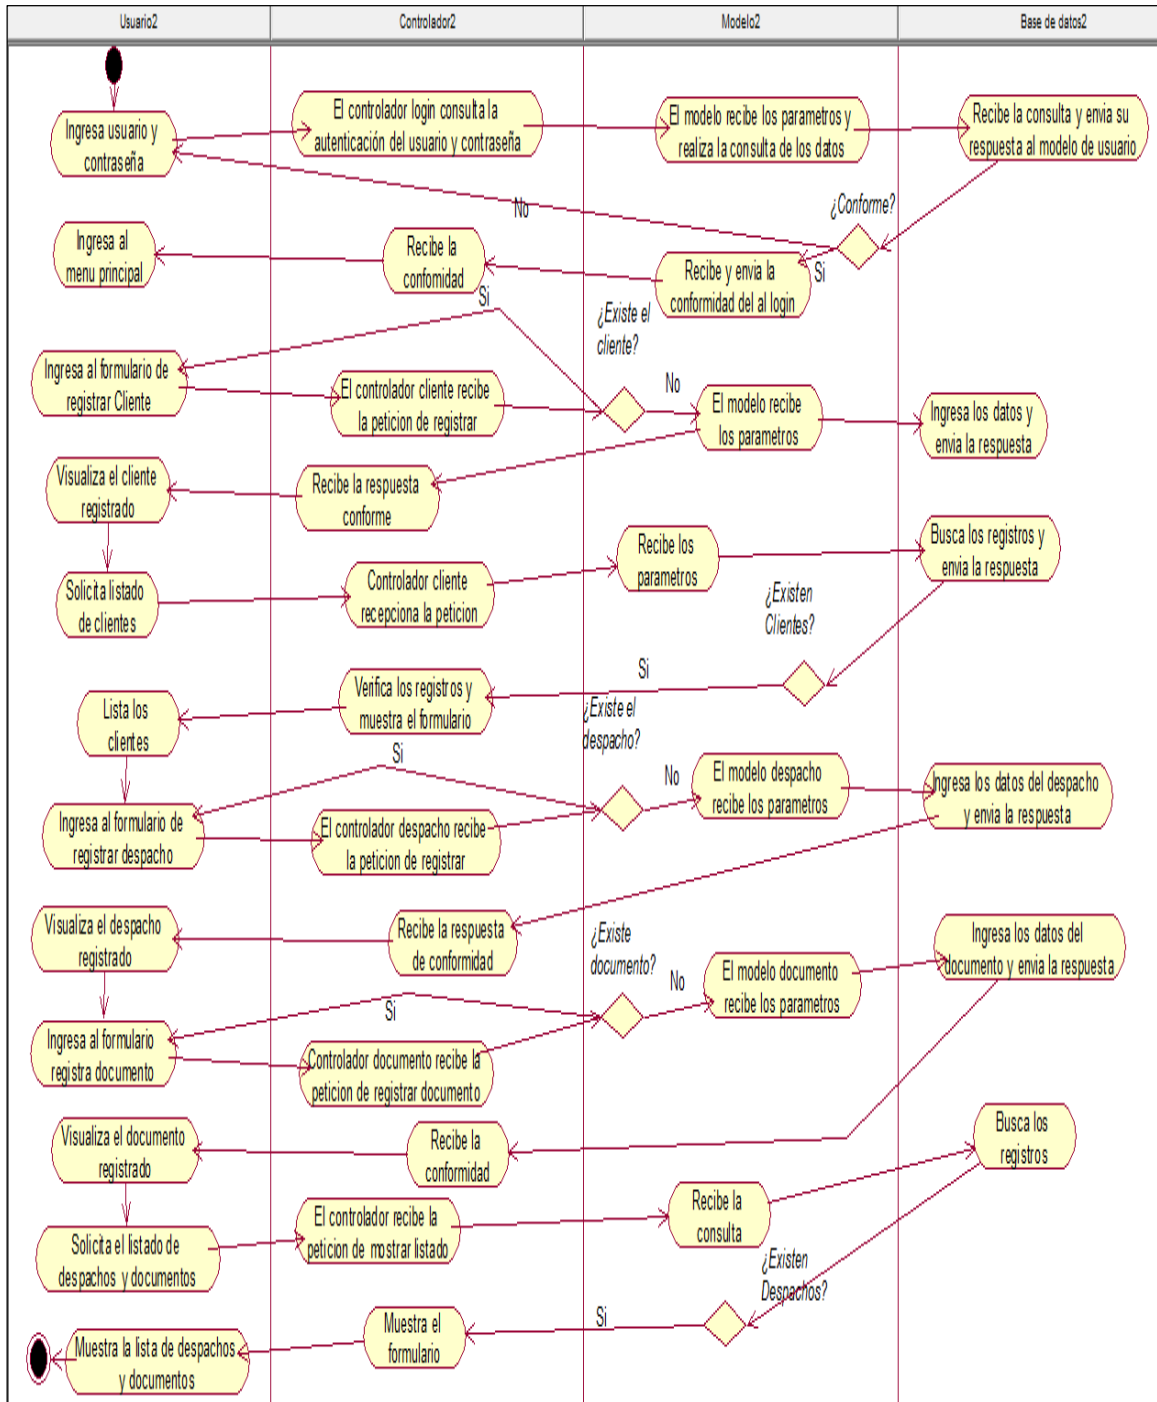 Usuario2
Controlador2
Modelo2
Base de datos2
Ingresa usuario y
contraseña
El controlador login consulta la
autenticación del usuario y contraseña
El modelo recibe los parametros y
realiza la consulta de los datos
Recibe la consulta y envia su
respuesta al modelo de usuario
No
¿Conforme?
Si
Ingresa al
menu principal
Recibe la
conformidad
Recibe y envia la
conformidad del al login
Si
¿Existe el
cliente?
No
Ingresa al formulario de
registrar Cliente
El controlador cliente recibe
la peticion de registrar
El modelo recibe
los parametros
Ingresa los datos y
envia la respuesta
Visualiza el cliente
registrado
Recibe la respuesta
conforme
Solicita listado
de clientes
Controlador cliente
recepciona la peticion
Recibe los
parametros
Busca los registros y
envia la respuesta
¿Existen
Clientes?
Si
Lista los
clientes
Verifica los registros y
muestra el formulario
¿Existe el
despacho?
Si
No
Ingresa al formulario de
registrar despacho
El controlador despacho recibe
la peticion de registrar
El modelo despacho
recibe los parametros
Ingresa los datos del despacho
y envia la respuesta
Visualiza el despacho
registrado
Recibe la respuesta
de conformidad
¿Existe
documento?
No
Si
El modelo documento
recibe los parametros
Ingresa los datos del
documento y envia la respuesta
Ingresa al formulario
registra documento
Controlador documento recibe la
peticion de registrar documento
Visualiza el documento
registrado
Recibe la
conformidad
Busca los
registros
Solicita el listado de
despachos y documentos
El controlador recibe la
peticion de mostrar listado
Recibe la
consulta
¿Existen
Despachos?
Si
Muestra la lista de despachos
y documentos
Muestra el
formulario